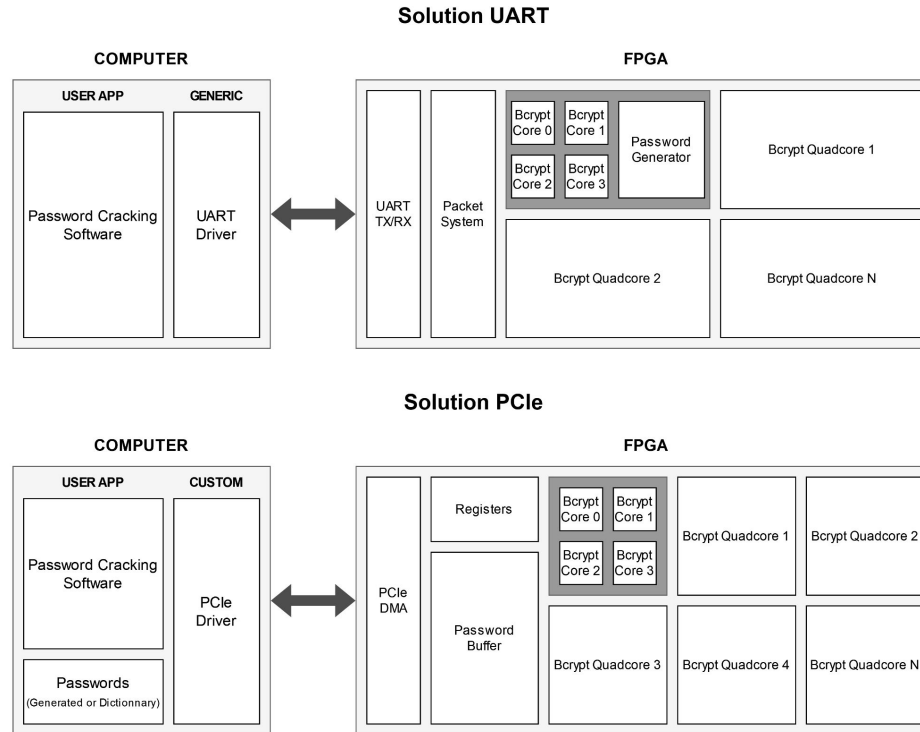 Solution UART
COMPUTER
FPGA
USER APP
GENERIC
Password Cracking
Software
UART
Driver
UART
TX/RX
Packet
System
Bcrypt
Core 0
Bcrypt
Core 1
Bcrypt
Core 2
Bcrypt
Core 3
Password
Generator
Bcrypt Quadcore 1
Bcrypt Quadcore 2
Bcrypt Quadcore N
Solution PCIe
COMPUTER
FPGA
USER APP
CUSTOM
Password Cracking
Software
Passwords
(Generated or Dictionnary)
PCIe
Driver
PCIe
DMA
Registers
Password
Buffer
Bcrypt
Core 0
Bcrypt
Core 1
Bcrypt
Core 2
Bcrypt
Core 3
Bcrypt Quadcore 1
Bcrypt Quadcore 2
Bcrypt Quadcore 3
Bcrypt Quadcore 4
Bcrypt Quadcore N